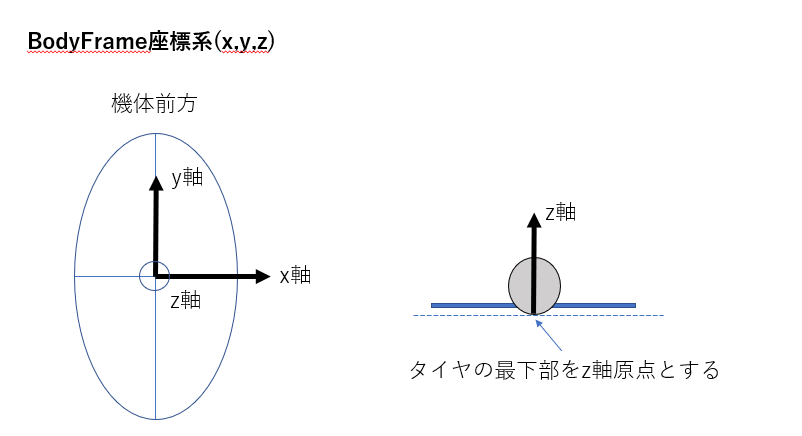 BodyFrame座標系(x,y,z)
機体前方
y軸
x軸
z軸
z軸
タイヤの最下部をz軸原点とする